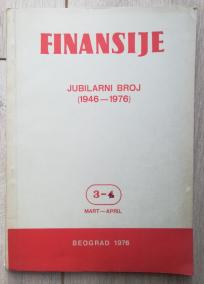 FINANSIJE
JUBILARNI BROJ
(1946—1976)
3-4
MART—APRIL
BEOGRAD 1976